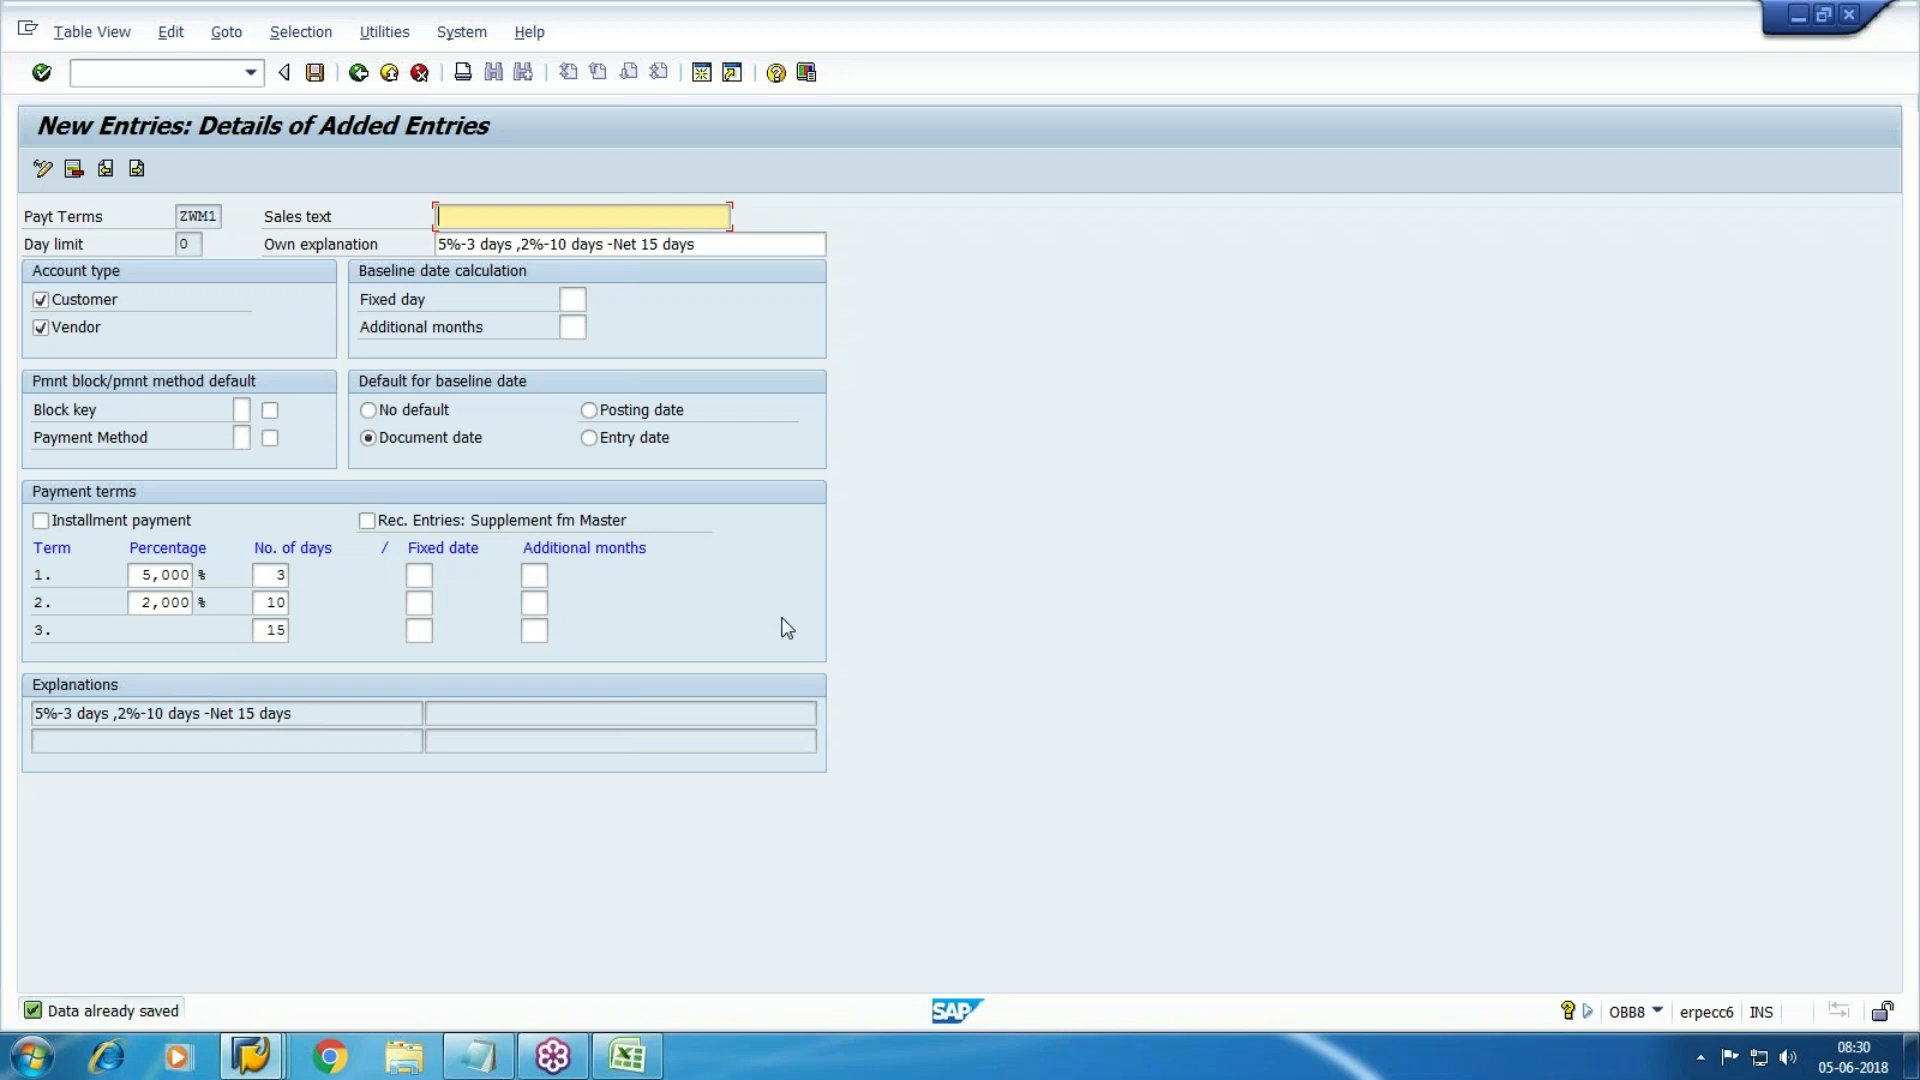 Table View Edit Goto Selection Utilities System Help
New Entries: Details of Added Entries
Payt Terms ZWM1 Sales text
Day limit 0 Own explanation 5%-3 days ,2%-10 days -Net 15 days
Account type
Customer
Vendor
Baseline date calculation
Fixed day
Additional months
Pmnt block/pmnt method default
Block key
Payment Method
Default for baseline date
No default Posting date
Document date Entry date
Payment terms
Installment payment Rec. Entries: Supplement fm Master
Term Percentage No. of days / Fixed date Additional months
1. 5,000 % 3
2. 2,000 % 10
3. 15
Explanations
5%-3 days ,2%-10 days -Net 15 days
Data already saved
SAP
OBB8 erpecc6 INS
08:30
05-06-2018